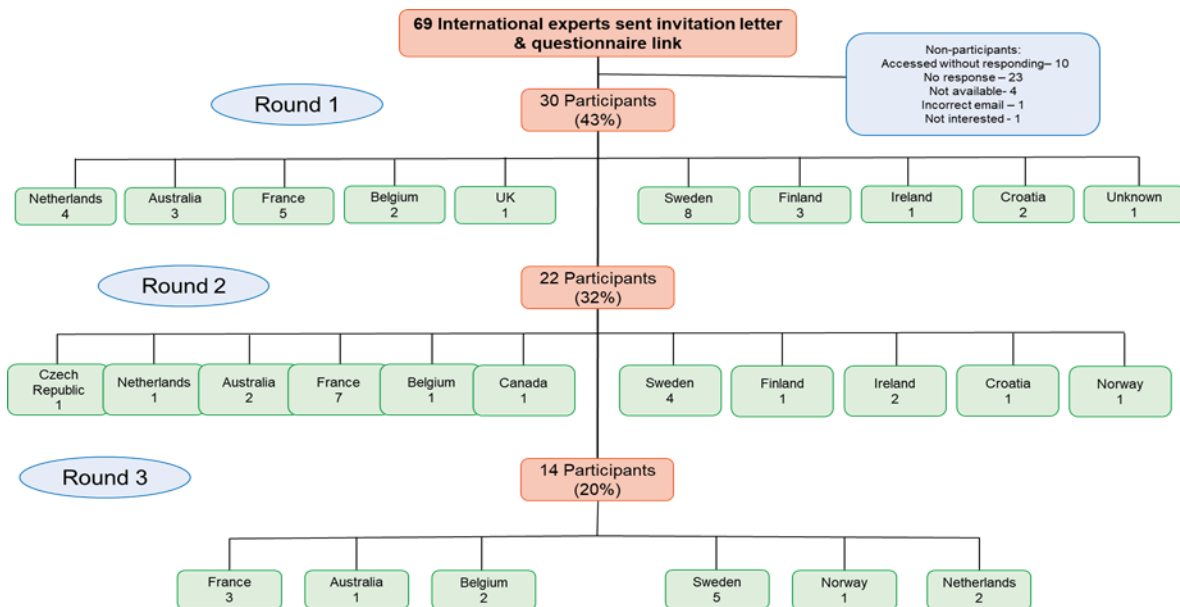 69 International experts sent invitation letter
& questionnaire link
Non-participants:
Accessed without responding– 10
No response – 23
Not available- 4
Incorrect email – 1
Not interested - 1
Round 1
30 Participants
(43%)
Netherlands
4
Australia
3
France
5
Belgium
2
UK
1
Sweden
8
Finland
3
Ireland
1
Croatia
2
Unknown
1
Round 2
22 Participants
(32%)
Czech
Republic
1
Netherlands
1
Australia
2
France
7
Belgium
1
Canada
1
Sweden
4
Finland
1
Ireland
2
Croatia
1
Norway
1
Round 3
14 Participants
(20%)
France
3
Australia
1
Belgium
2
Sweden
5
Norway
1
Netherlands
2